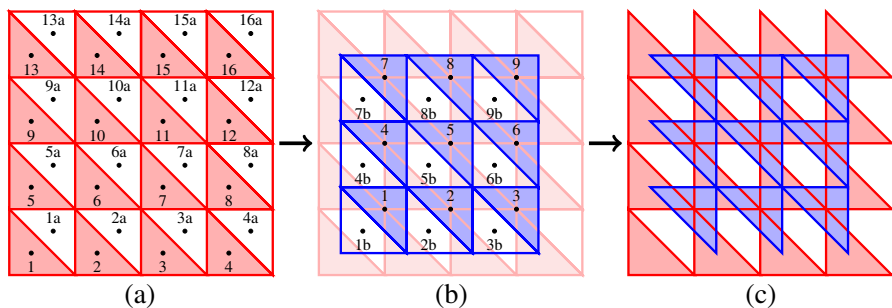 13a 14a 15a 16a
13 14 15 16
9a 10a 11a 12a
9 10 11 12
5a 6a 7a 8a
5 6 7 8
1a 2a 3a 4a
1 2 3 4
(a)
7 8 9
7b 8b 9b
4 5 6
4b 5b 6b
1 2 3
1b 2b 3b
(b)
(c)